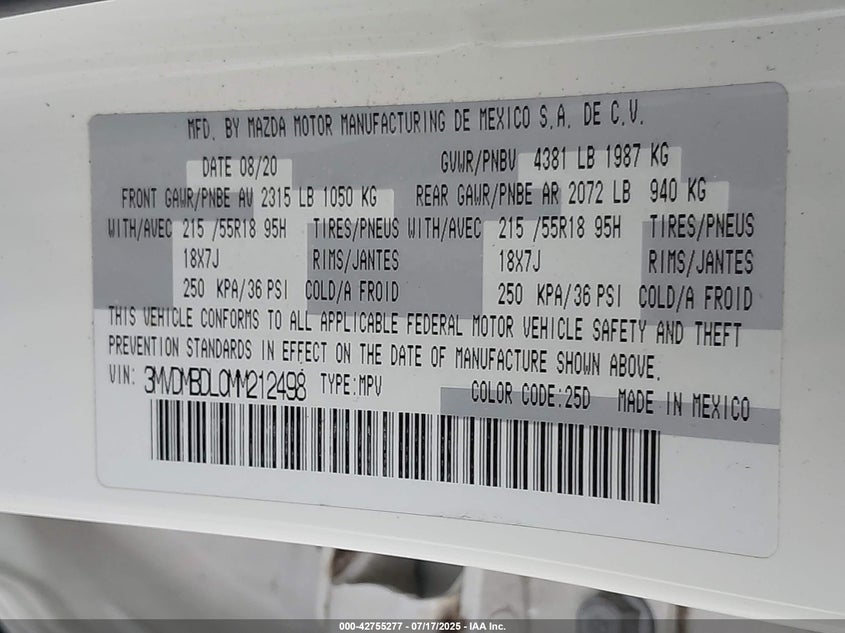 MFD. BY MAZDA MOTOR MANUFACTURING DE MEXICO S.A. DE C.V.
DATE 08/20 GVWR/PNBV 4381 LB 1987 KG
FRONT GAWR/PNBE AV 2315 LB 1050 KG REAR GAWR/PNBE AR 2072 LB 940 KG
WITH/AVEC 215 /55R18 95H TIRES/PNEUS WITH/AVEC 215 /55R18 95H TIRES/PNEUS
18X7J RIMS/JANTES 18X7J RIMS/JANTES
250 KPA/36 PSI COLD/A FROID 250 KPA/36 PSI COLD/A FROID
THIS VEHICLE CONFORMS TO ALL APPLICABLE FEDERAL MOTOR VEHICLE SAFETY AND THEFT
PREVENTION STANDARDS IN EFFECT ON THE DATE OF MANUFACTURE SHOWN ABOVE.
VIN: 3MVDMBDL0MM212498 TYPE:MPV COLOR CODE:25D MADE IN MEXICO
000-42755277 - 07/17/2025 - IAA Inc.